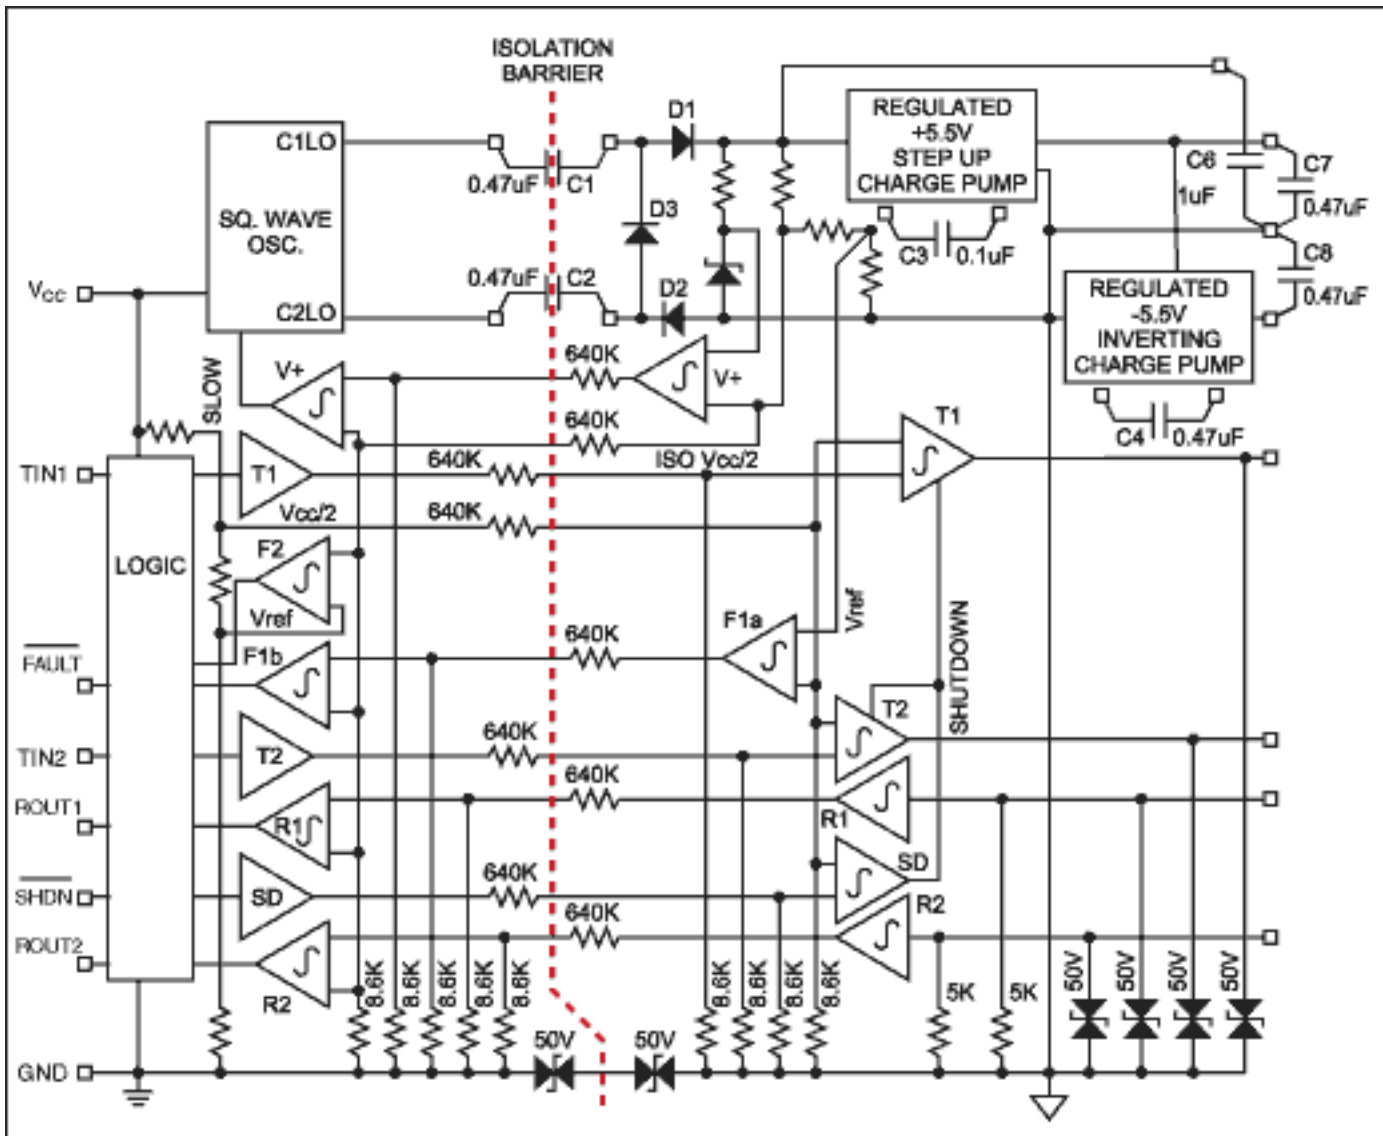 ISOLATION
BARRIER
C1LO
SQ. WAVE
OSC.
C2LO
0.47uF
C1
0.47uF
C2
D1
D3
D2
REGULATED
+5.5V
STEP UP
CHARGE PUMP
C3
0.1uF
C6
1uF
C7
0.47uF
C8
0.47uF
REGULATED
-5.5V
INVERTING
CHARGE PUMP
C4
0.47uF
VCC
SLOW
V+
640K
V+
640K
T1
TIN1
T1
640K
ISO Vcc/2
Vcc/2
640K
LOGIC
F2
Vref
F1b
640K
F1a
Vref
SHUTDOWN
FAULT
TIN2
T2
640K
T2
640K
ROUT1
R1
R1
SHDN
SD
640K
SD
640K
ROUT2
R2
R2
8.6K
8.6K
8.6K
8.6K
8.6K
8.6K
8.6K
8.6K
8.6K
5K
5K
50V
50V
50V
50V
GND
50V
50V